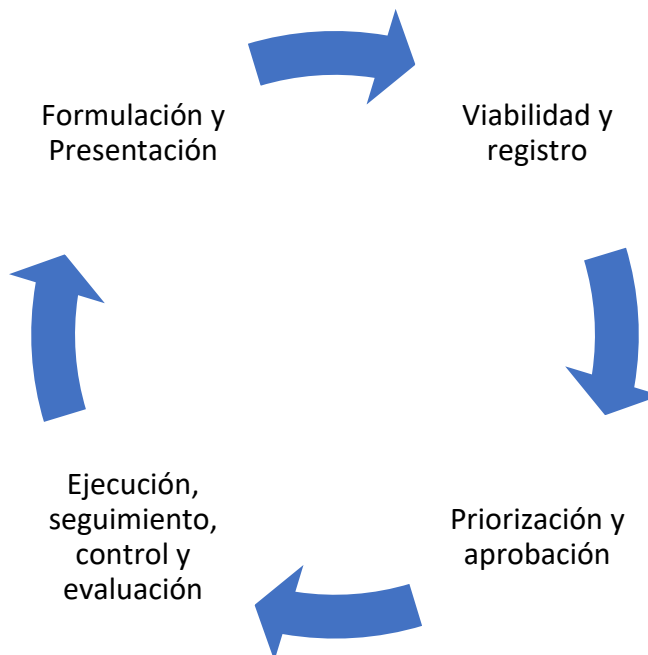 Formulación y
Presentación
Viabilidad y
registro
Priorización y
aprobación
Ejecución,
seguimiento,
control y
evaluación